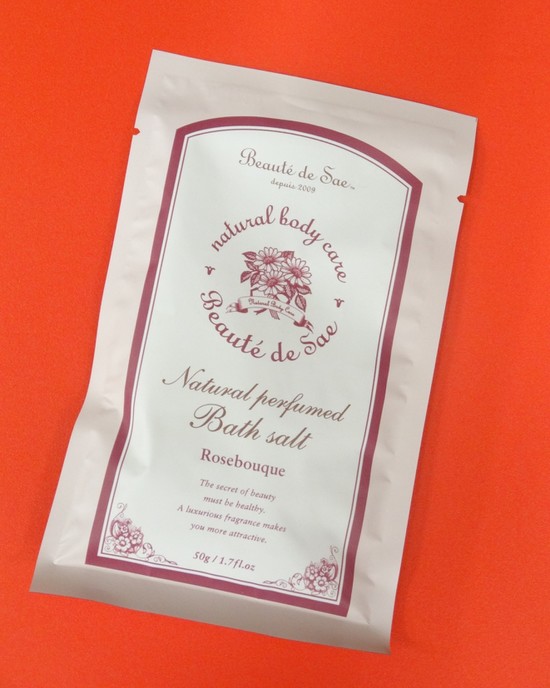 Beauté de Sae™
depuis 2009
natural body care
Natural Body Care
Beauté de Sae
Natural perfumed
Bath salt
Rosebouque
The secret of beauty
must be healthy.
A luxurious fragrance makes
you more attractive.
50g / 1.7fl.oz